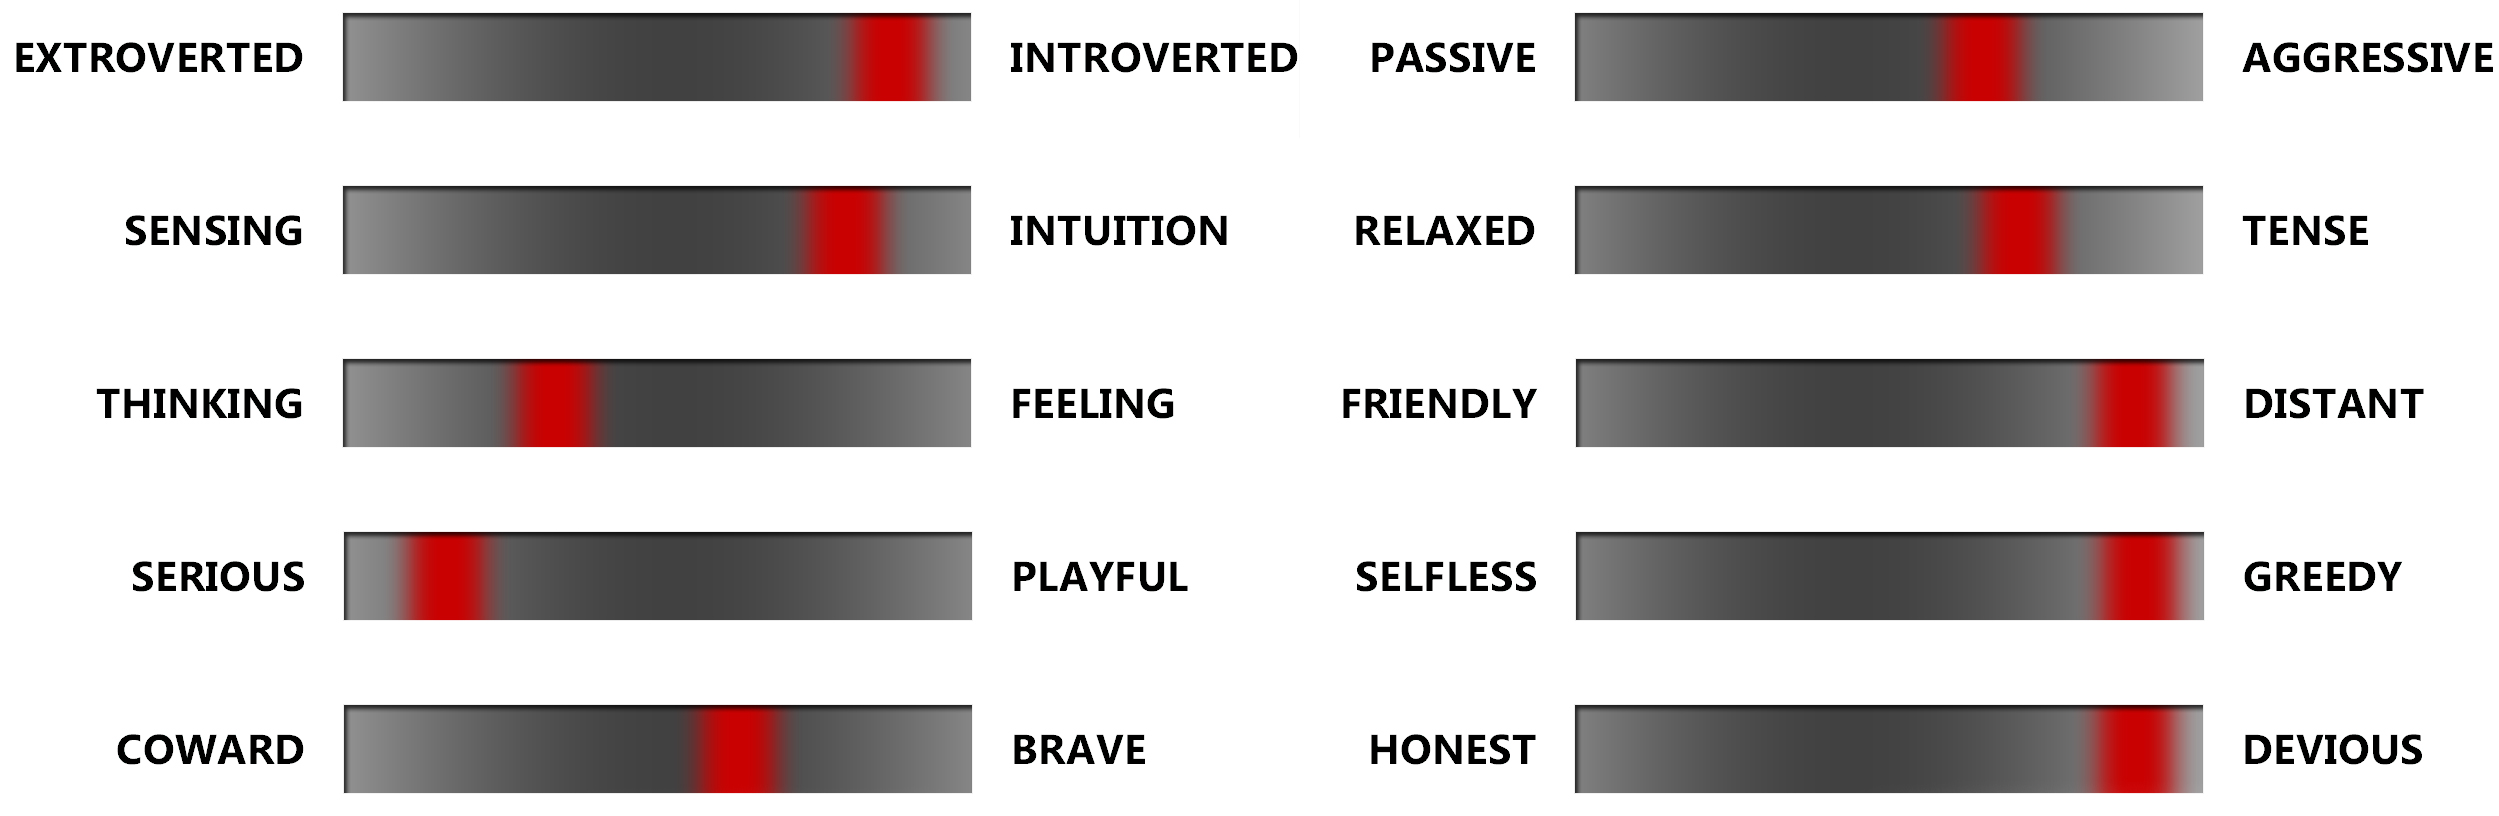 EXTROVERTED INTROVERTED PASSIVE AGGRESSIVE
SENSING INTUITION RELAXED TENSE
THINKING FEELING FRIENDLY DISTANT
SERIOUS PLAYFUL SELFLESS GREEDY
COWARD BRAVE HONEST DEVIOUS